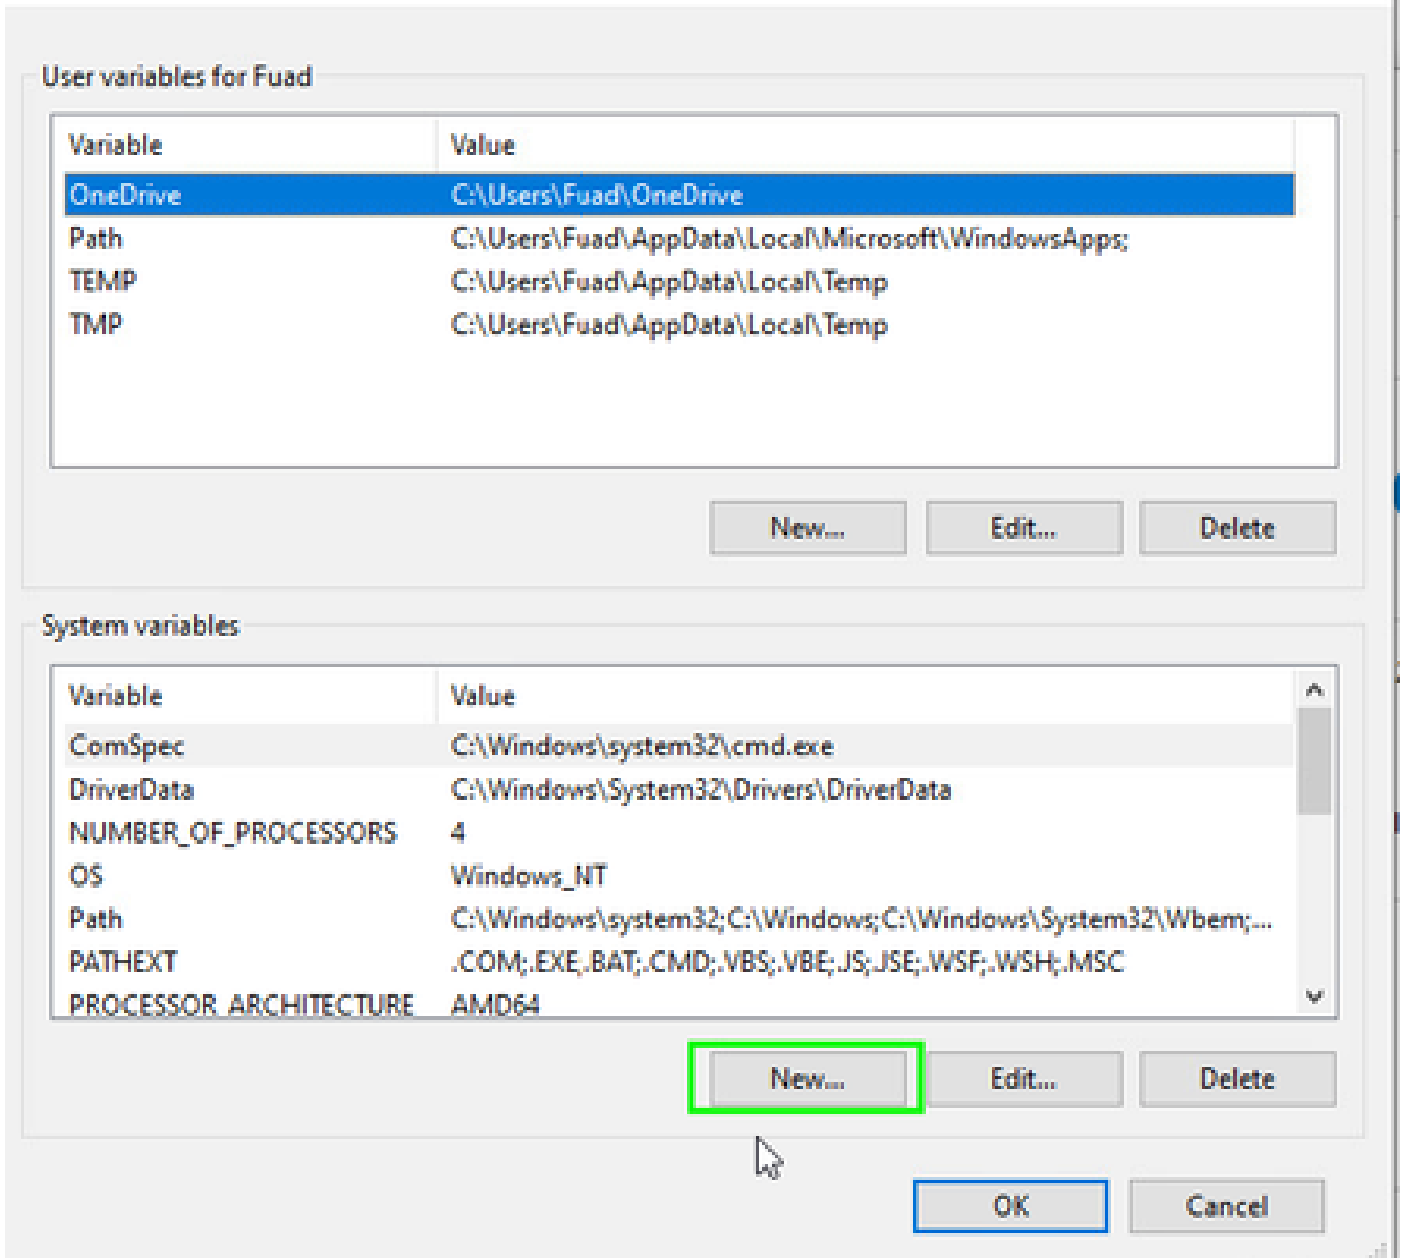 User variables for Fuad
Variable Value
OneDrive C:\Users\Fuad\OneDrive
Path C:\Users\Fuad\AppData\Local\Microsoft\WindowsApps;
TEMP C:\Users\Fuad\AppData\Local\Temp
TMP C:\Users\Fuad\AppData\Local\Temp
New... Edit... Delete
System variables
Variable Value
ComSpec C:\Windows\system32\cmd.exe
DriverData C:\Windows\System32\Drivers\DriverData
NUMBER_OF_PROCESSORS 4
OS Windows_NT
Path C:\Windows\system32;C:\Windows;C:\Windows\System32\Wbem;...
PATHEXT .COM;.EXE;.BAT;.CMD;.VBS;.VBE;.JS;.JSE;.WSF;.WSH;.MSC
PROCESSOR_ARCHITECTURE AMD64
New... Edit... Delete
OK Cancel